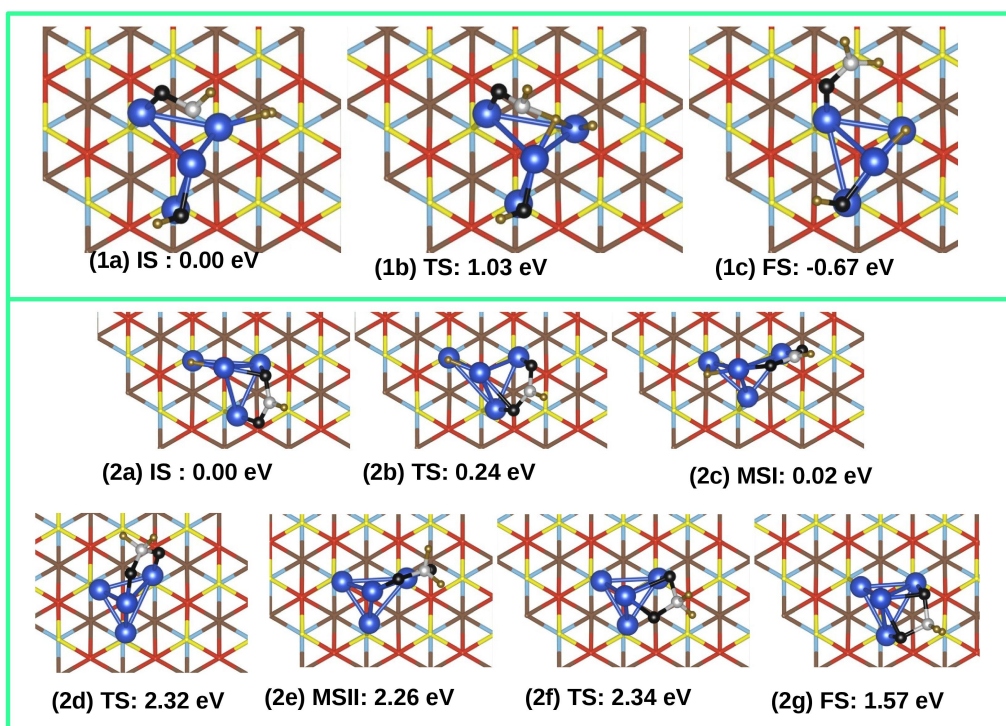 (1a) IS : 0.00 eV
(1b) TS: 1.03 eV
(1c) FS: -0.67 eV
(2a) IS : 0.00 eV
(2b) TS: 0.24 eV
(2c) MSI: 0.02 eV
(2d) TS: 2.32 eV
(2e) MSII: 2.26 eV
(2f) TS: 2.34 eV
(2g) FS: 1.57 eV